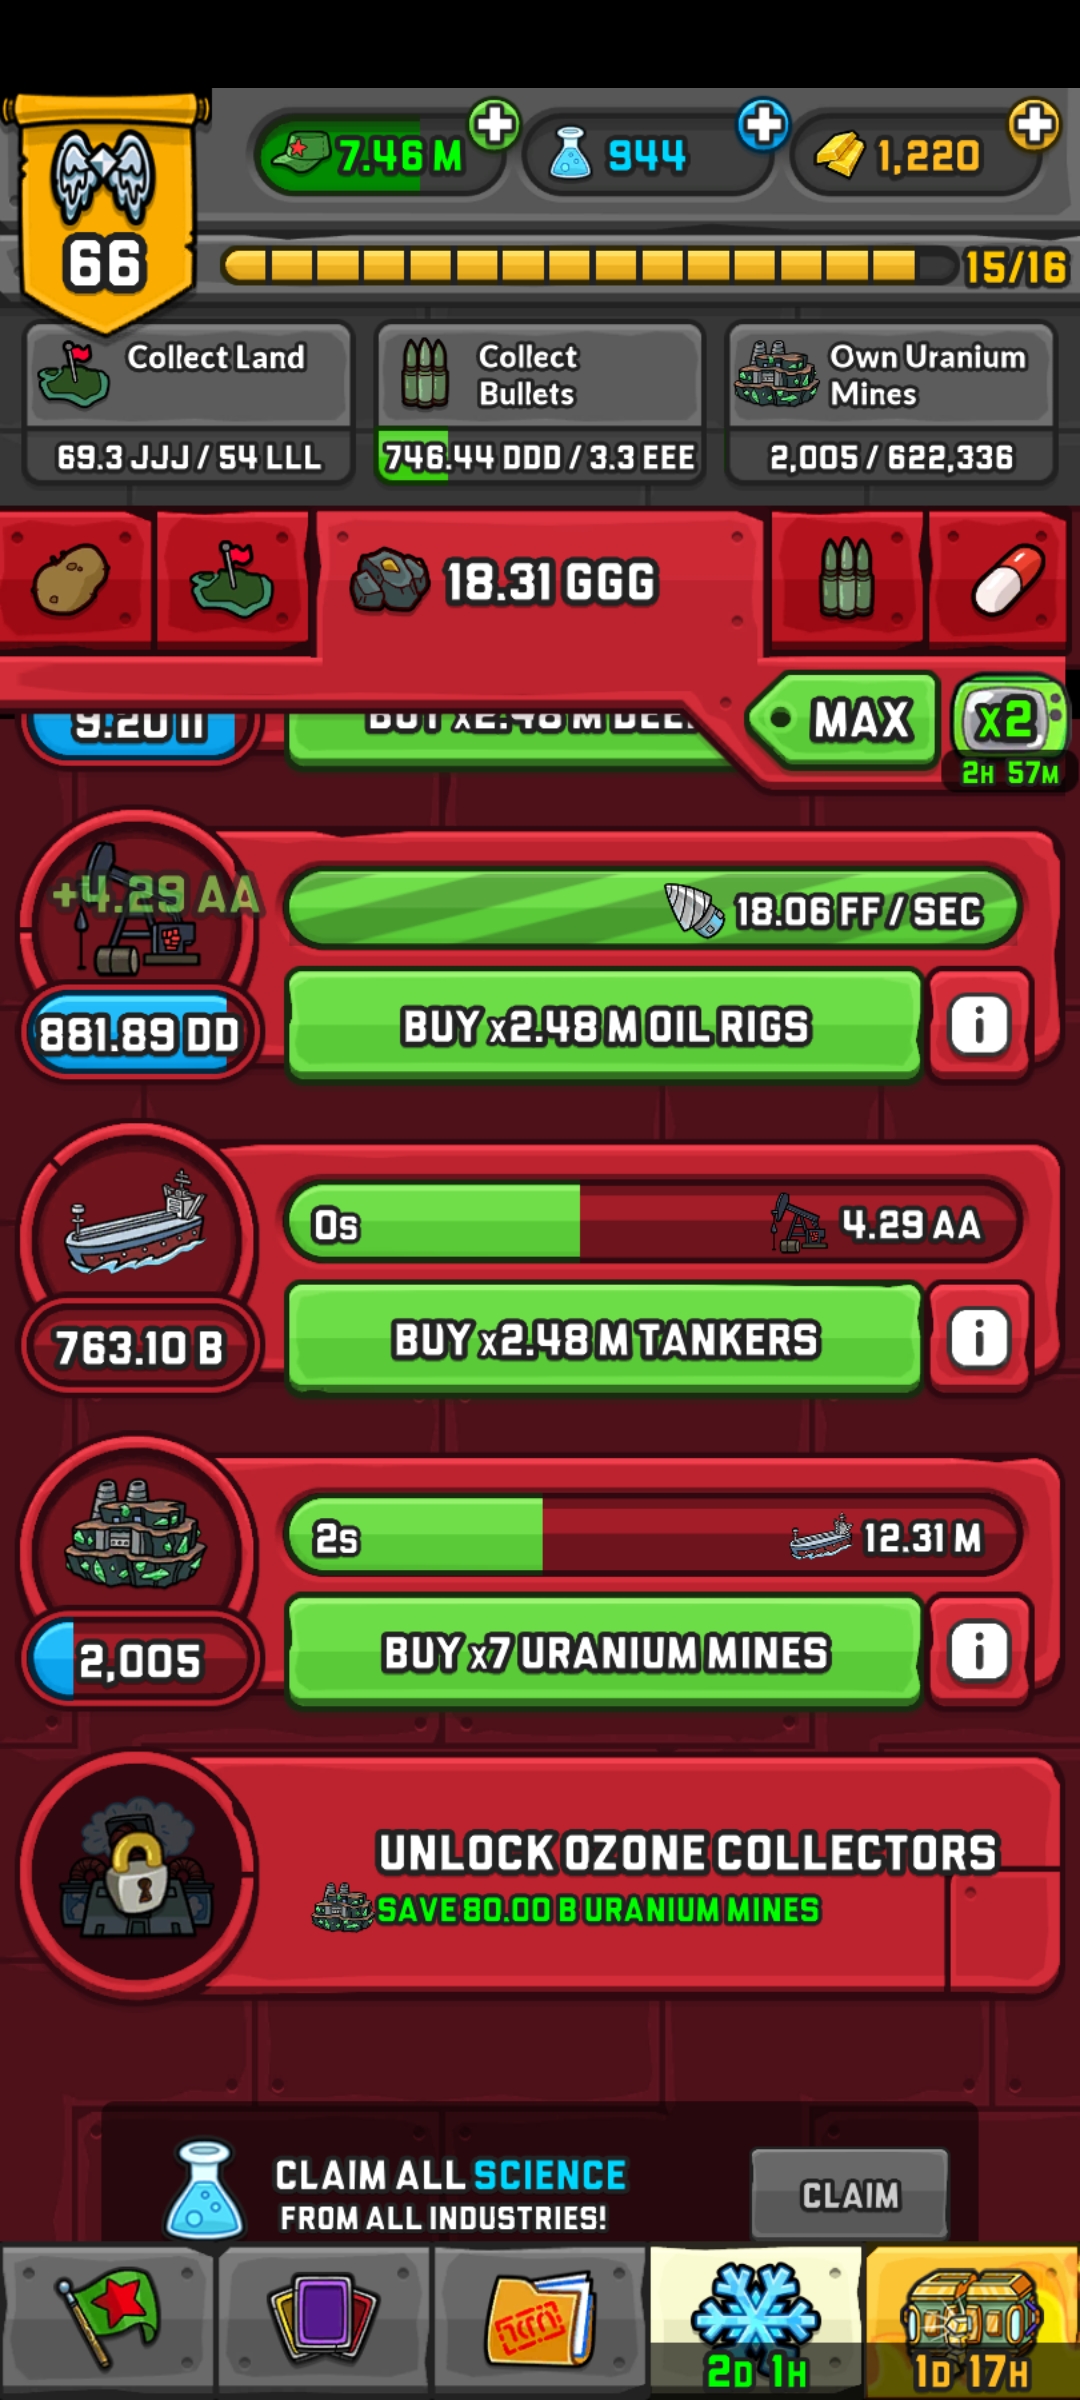 66
7.46 M
944
1,220
15/16
Collect Land
69.3 JJJ / 54 LLL
Collect
Bullets
746.44 DDD / 3.3 EEE
Own Uranium
Mines
2,005 / 622,336
18.31 GGG
MAX
x2
2H 57M
BUY x2.48 M
+4.29 AA
18.06 FF / SEC
881.89 DD
BUY x2.48 M OIL RIGS
i
0s
4.29 AA
763.10 B
BUY x2.48 M TANKERS
i
2s
12.31 M
2,005
BUY x7 URANIUM MINES
i
UNLOCK OZONE COLLECTORS
SAVE 80.00 B URANIUM MINES
CLAIM ALL SCIENCE
FROM ALL INDUSTRIES!
CLAIM
2D 1H
1D 17H